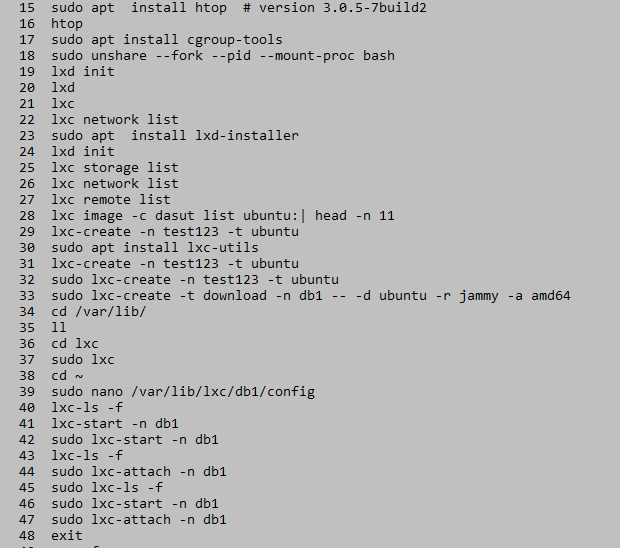 15 sudo apt  install htop  # version 3.0.5-7build2
16 htop
17 sudo apt install cgroup-tools
18 sudo unshare --fork --pid --mount-proc bash
19 lxd init
20 lxd
21 lxc
22 lxc network list
23 sudo apt  install lxd-installer
24 lxd init
25 lxc storage list
26 lxc network list
27 lxc remote list
28 lxc image -c dasut list ubuntu:| head -n 11
29 lxc-create -n test123 -t ubuntu
30 sudo apt install lxc-utils
31 lxc-create -n test123 -t ubuntu
32 sudo lxc-create -n test123 -t ubuntu
33 sudo lxc-create -t download -n db1 -- -d ubuntu -r jammy -a amd64
34 cd /var/lib/
35 ll
36 cd lxc
37 sudo lxc
38 cd ~
39 sudo nano /var/lib/lxc/db1/config
40 lxc-ls -f
41 lxc-start -n db1
42 sudo lxc-start -n db1
43 lxc-ls -f
44 sudo lxc-attach -n db1
45 sudo lxc-ls -f
46 sudo lxc-start -n db1
47 sudo lxc-attach -n db1
48 exit